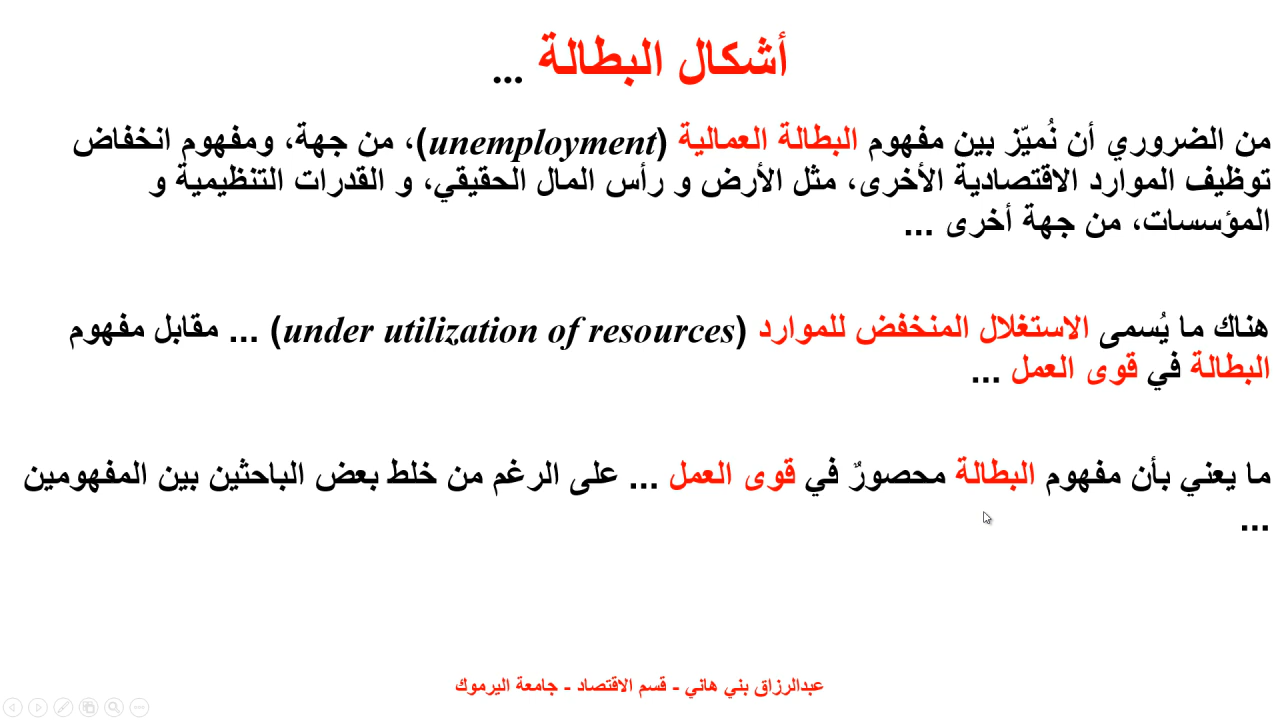 أشكال البطالة ...
من الضروري أن نُميّز بين مفهوم البطالة العمالية (unemployment)، من جهة، ومفهوم انخفاض
توظيف الموارد الاقتصادية الأخرى، مثل الأرض و رأس المال الحقيقي، و القدرات التنظيمية و
المؤسسات، من جهة أخرى ...
هناك ما يُسمى الاستغلال المنخفض للموارد (under utilization of resources) ... مقابل مفهوم
البطالة في قوى العمل ...
ما يعني بأن مفهوم البطالة محصورٌ في قوى العمل ... على الرغم من خلط بعض الباحثين بين المفهومين
...
عبدالرزاق بني هاني - قسم الاقتصاد - جامعة اليرموك